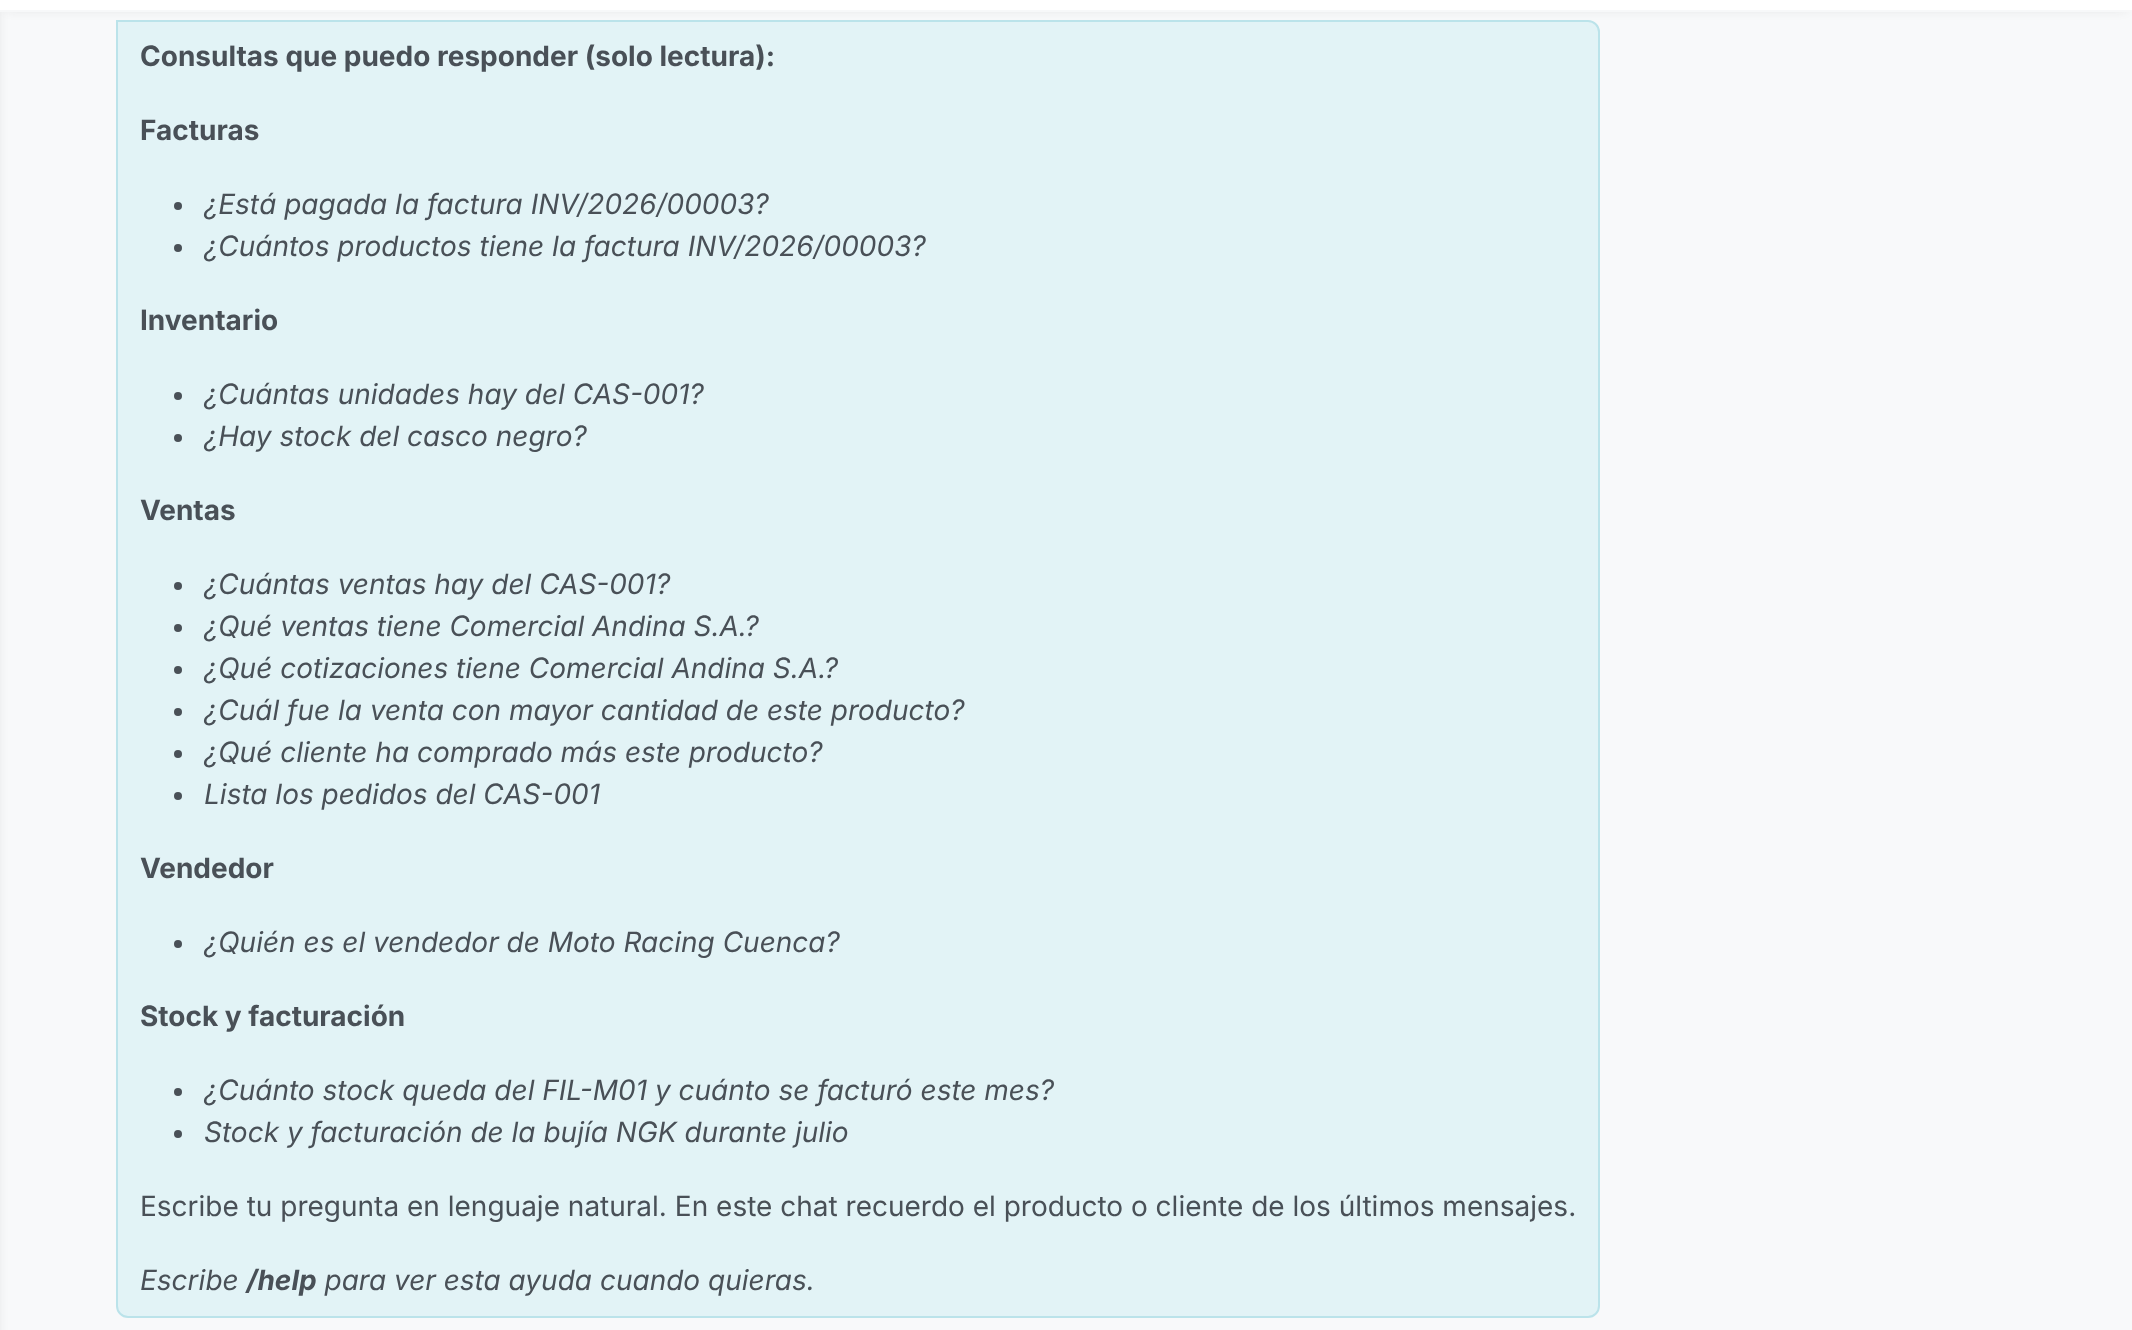 Consultas que puedo responder (solo lectura):
Facturas
• ¿Está pagada la factura INV/2026/00003?
• ¿Cuántos productos tiene la factura INV/2026/00003?
Inventario
• ¿Cuántas unidades hay del CAS-001?
• ¿Hay stock del casco negro?
Ventas
• ¿Cuántas ventas hay del CAS-001?
• ¿Qué ventas tiene Comercial Andina S.A.?
• ¿Qué cotizaciones tiene Comercial Andina S.A.?
• ¿Cuál fue la venta con mayor cantidad de este producto?
• ¿Qué cliente ha comprado más este producto?
• Lista los pedidos del CAS-001
Vendedor
• ¿Quién es el vendedor de Moto Racing Cuenca?
Stock y facturación
• ¿Cuánto stock queda del FIL-M01 y cuánto se facturó este mes?
• Stock y facturación de la bujía NGK durante julio
Escribe tu pregunta en lenguaje natural. En este chat recuerdo el producto o cliente de los últimos mensajes.
Escribe /help para ver esta ayuda cuando quieras.